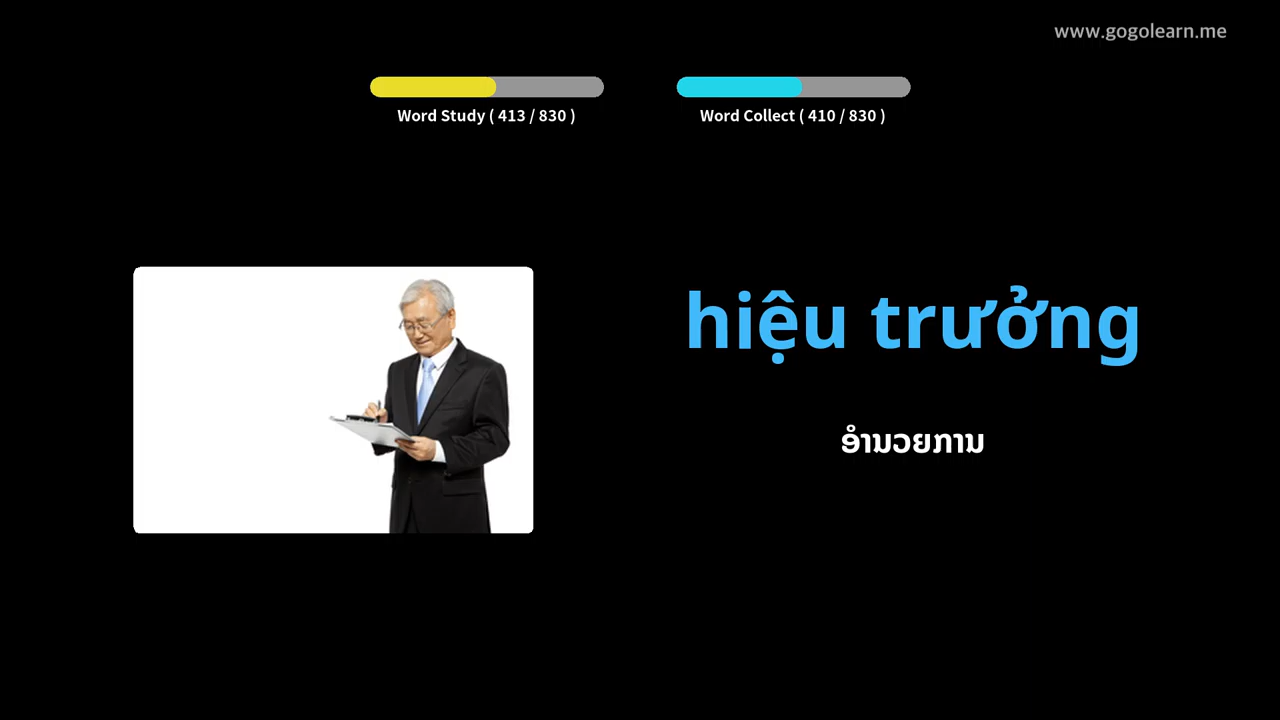 www.gogolearn.me
Word Study ( 413 / 830 )
Word Collect ( 410 / 830 )
hiệu trưởng
ອຳນວຍການ